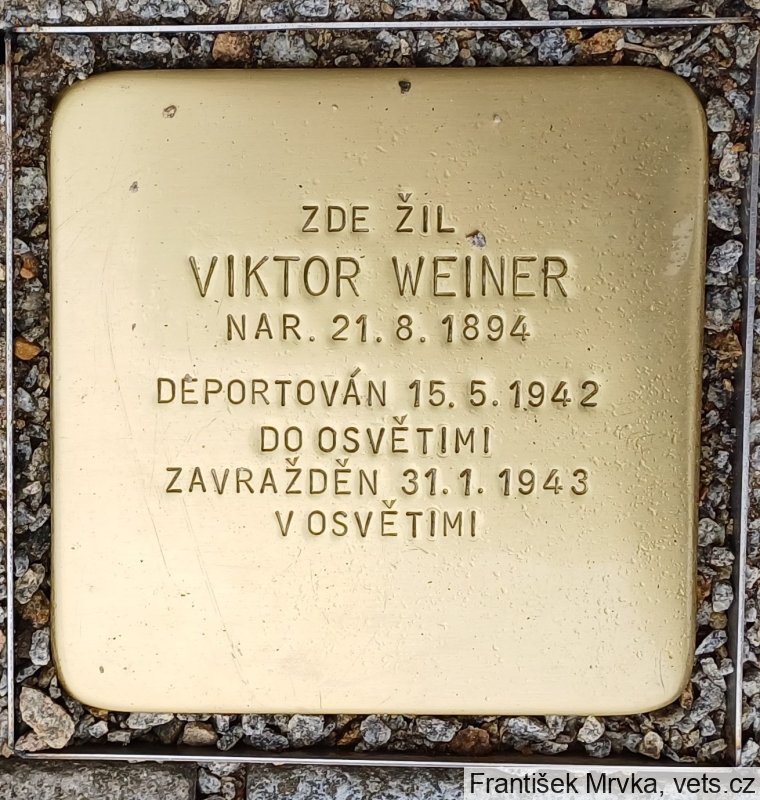 ZDE ŽIL
VIKTOR WEINER
NAR. 21. 8. 1894
DEPORTOVÁN 15. 5. 1942
DO OSVĚTIMI
ZAVRAŽDĚN 31. 1. 1943
V OSVĚTIMI
František Mrvka, vets.cz